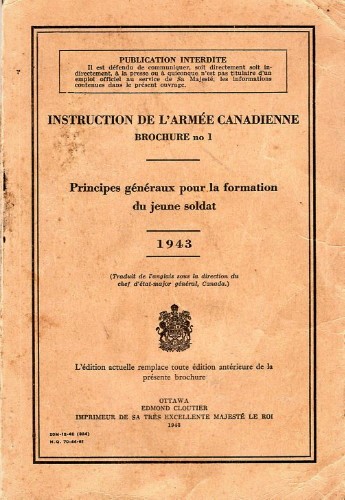 PUBLICATION INTERDITE
Il est défendu de communiquer, soit directement soit in-
directement, à la presse ou à quiconque n'est pas titulaire d'un
emploi officiel au service de Sa Majesté, les informations
contenues dans le présent ouvrage.
INSTRUCTION DE L'ARMÉE CANADIENNE
BROCHURE no 1
Principes généraux pour la formation
du jeune soldat
1943
(Traduit de l'anglais sous la direction du
chef d'état-major général, Canada.)
L'édition actuelle remplace toute édition antérieure de la
présente brochure
OTTAWA
EDMOND CLOUTIER
IMPRIMEUR DE SA TRÈS EXCELLENTE MAJESTÉ LE ROI
1943
H.Q.